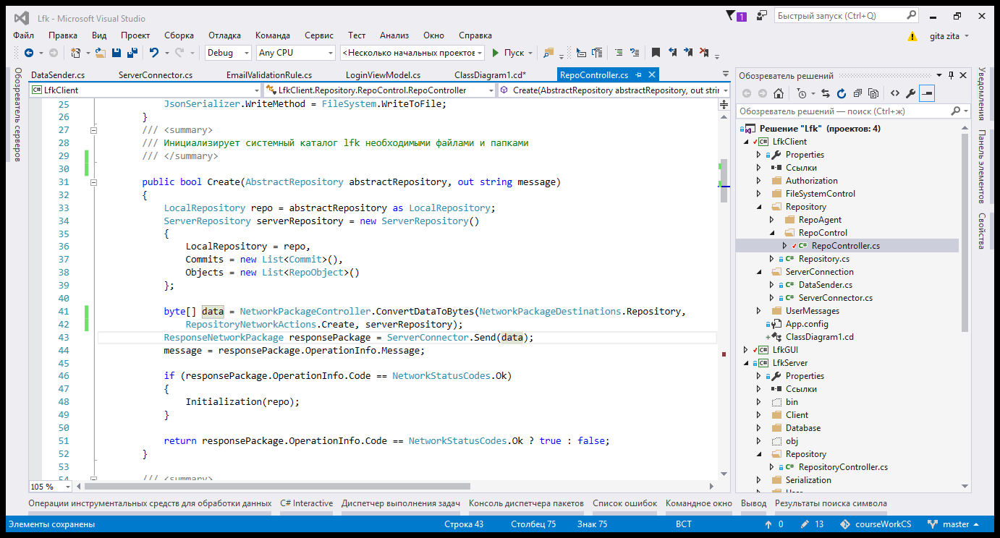 Lfk - Microsoft Visual Studio
1
Быстрый запуск (Ctrl+Q)
Файл Правка Вид Проект Сборка Отладка Команда Сервис Тест Анализ Окно Справка
gita zita
Debug Any CPU <Несколько начальных проектов> Пуск
Обозреватель серверов
DataSender.cs ServerConnector.cs EmailValidationRule.cs LoginViewModel.cs ClassDiagram1.cd* RepoController.cs
LfkClient LfkClient.Repository.RepoControl.RepoController Create(AbstractRepository abstractRepository, out strin
25 JsonSerializer.WriteMethod = FileSystem.WriteToFile;
26 }
27 /// <summary>
28 /// Инициализирует системный каталог lfk необходимыми файлами и папками
29 /// </summary>
30
31 public bool Create(AbstractRepository abstractRepository, out string message)
32 {
33 LocalRepository repo = abstractRepository as LocalRepository;
34 ServerRepository serverRepository = new ServerRepository()
35 {
36 LocalRepository = repo,
37 Commits = new List<Commit>(),
38 Objects = new List<RepoObject>()
39 };
40
41 byte[] data = NetworkPackageController.ConvertDataToBytes(NetworkPackageDestinations.Repository,
42 RepositoryNetworkActions.Create, serverRepository);
43 ResponseNetworkPackage responsePackage = ServerConnector.Send(data);
44 message = responsePackage.OperationInfo.Message;
45
46 if (responsePackage.OperationInfo.Code == NetworkStatusCodes.Ok)
47 {
48 Initialization(repo);
49 }
50
51 return responsePackage.OperationInfo.Code == NetworkStatusCodes.Ok ? true : false;
52 }
53
54 /// <summary>
105 %
Обозреватель решений
Обозреватель решений — поиск (Ctrl+ж)
Решение "Lfk" (проектов: 4)
LfkClient
Properties
Ссылки
Authorization
FileSystemControl
Repository
RepoAgent
RepoControl
RepoController.cs
Repository.cs
ServerConnection
DataSender.cs
ServerConnector.cs
UserMessages
App.config
ClassDiagram1.cd
LfkGUI
LfkServer
Properties
Ссылки
bin
Client
Database
obj
Repository
RepositoryController.cs
Serialization
User
Уведомления
Панель элементов
Свойства
Операции инструментальных средств для обработки данных C# Interactive Диспетчер выполнения задач Консоль диспетчера пакетов Список ошибок Командное окно Вывод Результаты поиска символа
Элементы сохранены Строка 43 Столбец 75 Знак 75 ВСТ 0 13 courseWorkCS master